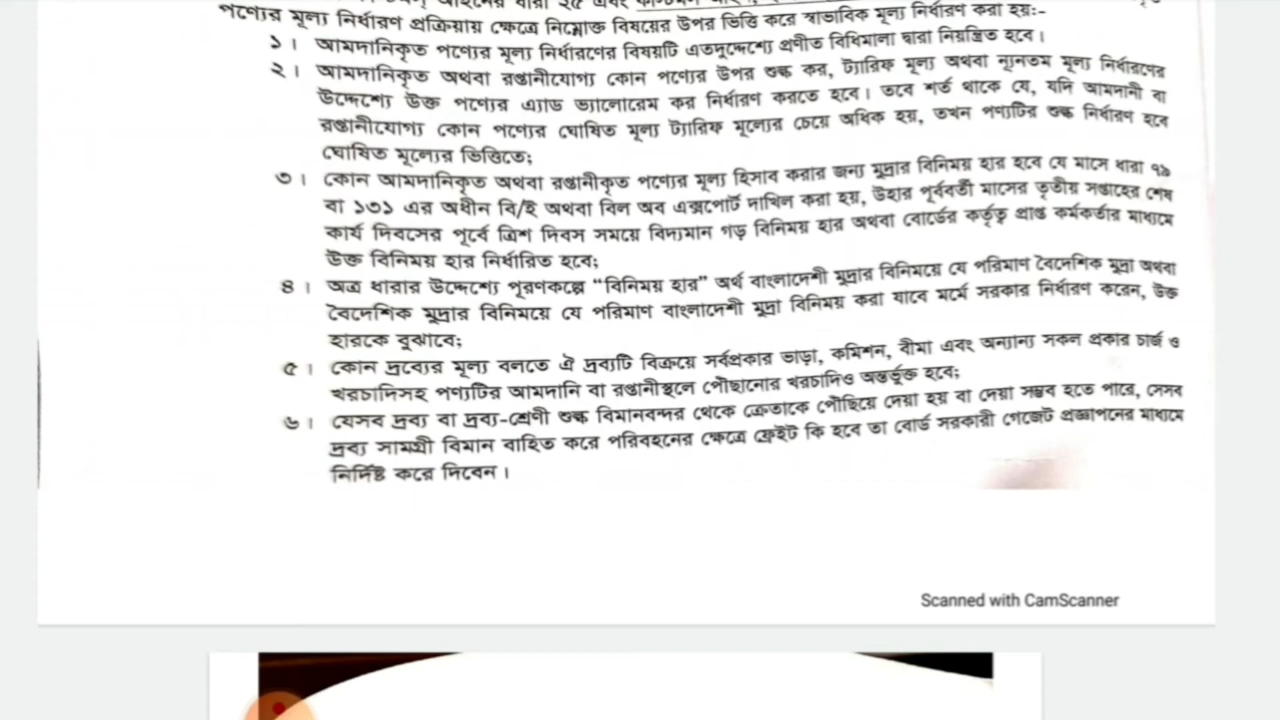 আইনের ধারা ২৫ এবং
পণ্যের মূল্য নির্ধারণ প্রক্রিয়ায় ক্ষেত্রে নিম্নোক্ত বিষয়ের উপর ভিত্তি করে স্বাভাবিক মূল্য নির্ধারণ করা হয়ঃ-
১। আমদানিকৃত পণ্যের মূল্য নির্ধারণের বিষয়টি এতদুদ্দেশ্যে প্রণীত বিধিমালা দ্বারা নিয়ন্ত্রিত হবে।
২। আমদানিকৃত অথবা রপ্তানীযোগ্য কোন পণ্যের উপর শুল্ক কর, ট্যারিফ মূল্য অথবা ন্যূনতম মূল্য নির্ধারণের
উদ্দেশ্যে উক্ত পণ্যের এ্যাড ভ্যালোরেম কর নির্ধারণ করতে হবে। তবে শর্ত থাকে যে, যদি আমদানী বা
রপ্তানীযোগ্য কোন পণ্যের ঘোষিত মূল্য ট্যারিফ মূল্যের চেয়ে অধিক হয়, তখন পণ্যটির শুল্ক নির্ধারণ হবে
ঘোষিত মূল্যের ভিত্তিতে;
৩। কোন আমদানিকৃত অথবা রপ্তানীকৃত পণ্যের মূল্য হিসাব করার জন্য মুদ্রার বিনিময় হার হবে যে মাসে ধারা ৭৯
বা ১৩১ এর অধীন বি/ই অথবা বিল অব এক্সপোর্ট দাখিল করা হয়, উহার পূর্ববর্তী মাসের তৃতীয় সপ্তাহের শেষ
কার্য দিবসের পূর্বে ত্রিশ দিবস সময়ে বিদ্যমান গড় বিনিময় হার অথবা বোর্ডের কর্তৃত্ব প্রাপ্ত কর্মকর্তার মাধ্যমে
উক্ত বিনিময় হার নির্ধারিত হবে;
৪। অত্র ধারার উদ্দেশ্যে পূরণকল্পে “বিনিময় হার” অর্থ বাংলাদেশী মুদ্রার বিনিময়ে যে পরিমাণ বৈদেশিক মুদ্রা অথবা
বৈদেশিক মুদ্রার বিনিময়ে যে পরিমাণ বাংলাদেশী মুদ্রা বিনিময় করা যাবে মর্মে সরকার নির্ধারণ করেন, উক্ত
হারকে বুঝাবে;
৫। কোন দ্রব্যের মূল্য বলতে ঐ দ্রব্যটি বিক্রয়ে সর্বপ্রকার ভাড়া, কমিশন, বীমা এবং অন্যান্য সকল প্রকার চার্জ ও
খরচাদিসহ পণ্যটির আমদানি বা রপ্তানীস্থলে পৌছানোর খরচাদিও অন্তর্ভুক্ত হবে;
৬। যেসব দ্রব্য বা দ্রব্য-শ্রেণী শুল্ক বিমানবন্দর থেকে ক্রেতাকে পৌছিয়ে দেয়া হয় বা দেয়া সম্ভব হতে পারে, সেসব
দ্রব্য সামগ্রী বিমান বাহিত করে পরিবহনের ক্ষেত্রে ফ্রেইট কি হবে তা বোর্ড সরকারী গেজেট প্রজ্ঞাপনের মাধ্যমে
নির্দিষ্ট করে দিবেন।
Scanned with CamScanner